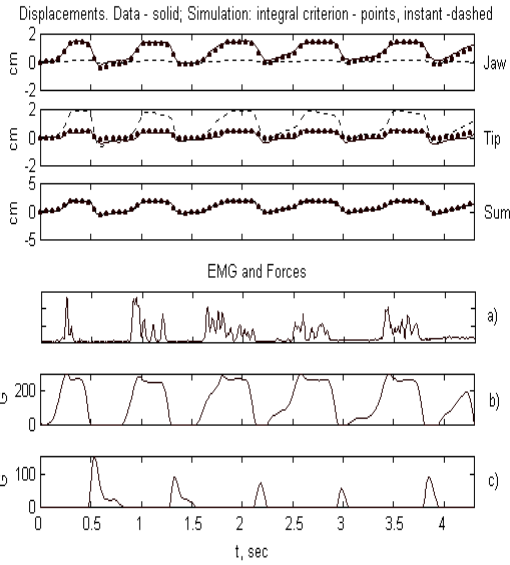 Displacements. Data - solid; Simulation: integral criterion - points, instant -dashed
2
0
-2
cm
Jaw
2
0
-2
cm
Tip
5
0
-5
cm
Sum
EMG and Forces
a)
200
0
G
b)
100
0
G
c)
0 0.5 1 1.5 2 2.5 3 3.5 4
t, sec